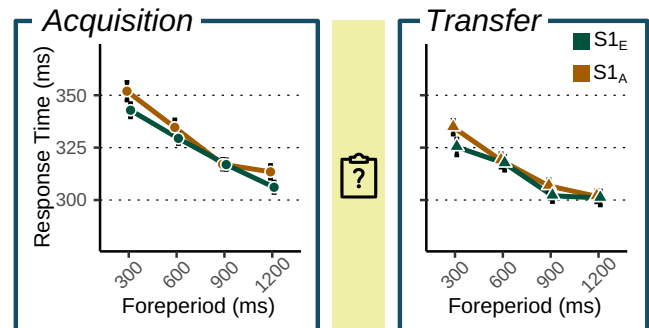 Acquisition
Response Time (ms)
350
325
300
300
600
900
1200
Foreperiod (ms)
?
Transfer
S1E
S1A
300
600
900
1200
Foreperiod (ms)